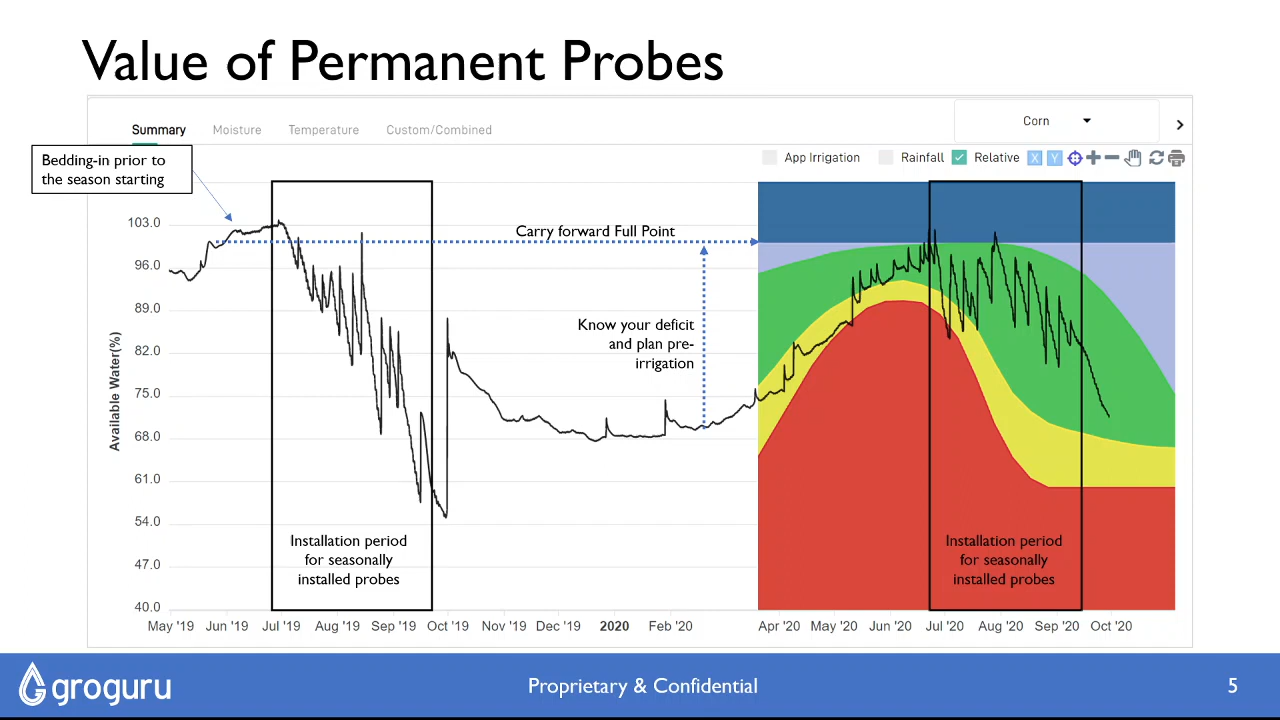 Value of Permanent Probes
Summary
Moisture
Temperature
Custom/Combined
Corn
App Irrigation
Rainfall
Relative
X
Y
Bedding-in prior to
the season starting
Available Water(%)
103.0
96.0
89.0
82.0
75.0
68.0
61.0
54.0
47.0
40.0
Carry forward Full Point
Know your deficit
and plan pre-
irrigation
Installation period
for seasonally
installed probes
Installation period
for seasonally
installed probes
May '19
Jun '19
Jul '19
Aug '19
Sep '19
Oct '19
Nov '19
Dec '19
2020
Feb '20
Apr '20
May '20
Jun '20
Jul '20
Aug '20
Sep '20
Oct '20
groguru
Proprietary & Confidential
5